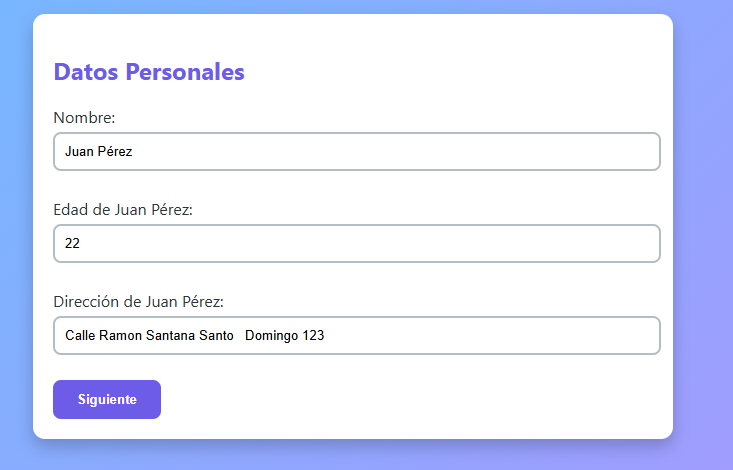 Datos Personales
Nombre:
Juan Pérez
Edad de Juan Pérez:
22
Dirección de Juan Pérez:
Calle Ramon Santana Santo   Domingo 123
Siguiente